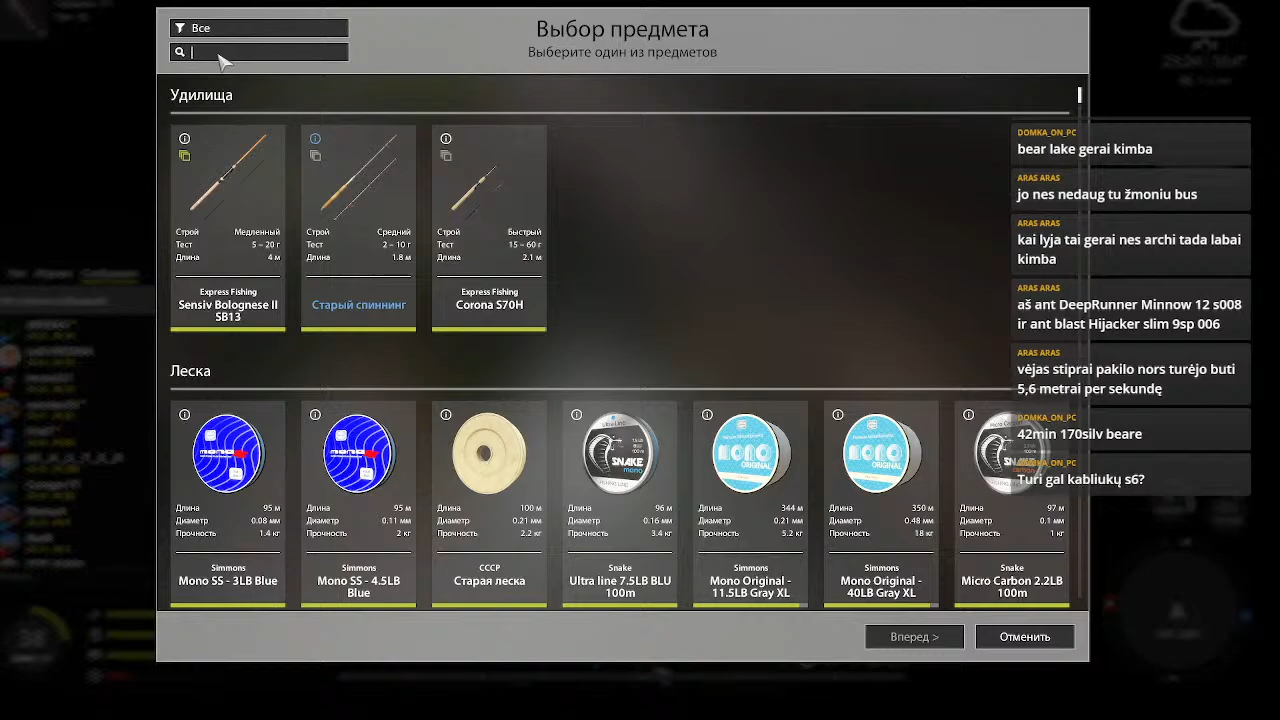 Все
Выбор предмета
Выберите один из предметов
Удилища
Строй Медленный
Тест 5 – 20 г
Длина 4 м
Express Fishing
Sensiv Bolognese II
SB13
Строй Средний
Тест 2 – 10 г
Длина 1.8 м
Старый спиннинг
Строй Быстрый
Тест 15 – 60 г
Длина 2.1 м
Express Fishing
Corona S70H
Леска
Длина 95 м
Диаметр 0.08 мм
Прочность 1.4 кг
Simmons
Mono SS - 3LB Blue
Длина 95 м
Диаметр 0.11 мм
Прочность 2 кг
Simmons
Mono SS - 4.5LB
Blue
Длина 100 м
Диаметр 0.21 мм
Прочность 2.2 кг
СССР
Старая леска
SNAKE
mono
Длина 96 м
Диаметр 0.16 мм
Прочность 3.4 кг
Snake
Ultra line 7.5LB BLU
100m
MONO
ORIGINAL
Длина 344 м
Диаметр 0.21 мм
Прочность 5.2 кг
Simmons
Mono Original -
11.5LB Gray XL
MONO
ORIGINAL
Длина 350 м
Диаметр 0.48 мм
Прочность 18 кг
Simmons
Mono Original -
40LB Gray XL
Длина 97 м
Диаметр 0.1 мм
Прочность 1 кг
Snake
Micro Carbon 2.2LB
100m
Вперед >
Отменить
DOMKA_ON_PC
bear lake gerai kimba
ARAS ARAS
jo nes nedaug tu žmoniu bus
ARAS ARAS
kai lyja tai gerai nes archi tada labai
kimba
ARAS ARAS
aš ant DeepRunner Minnow 12 s008
ir ant blast Hijacker slim 9sp 006
ARAS ARAS
vėjas stiprai pakilo nors turėjo buti
5,6 metrai per sekundę
DOMKA_ON_PC
42min 170silv beare
DOMKA_ON_PC
Turi gal kabliukų s6?